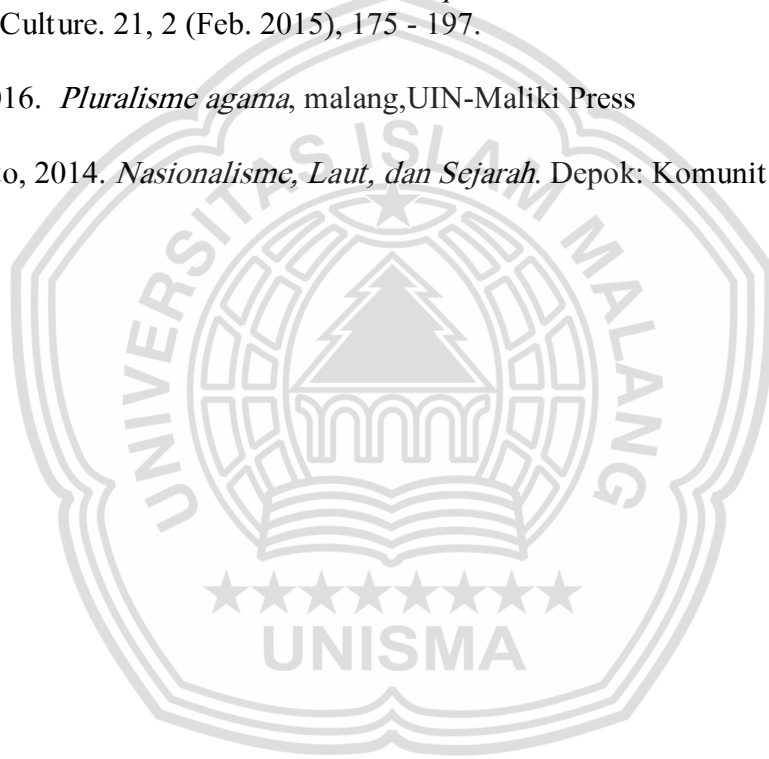 Culture. 21, 2 (Feb. 2015), 175 - 197.
16. Pluralisme agama, malang,UIN-Maliki Press
o, 2014. Nasionalisme, Laut, dan Sejarah. Depok: Komunit
UNIVERSITAS ISLAM MALANG
UNISMA